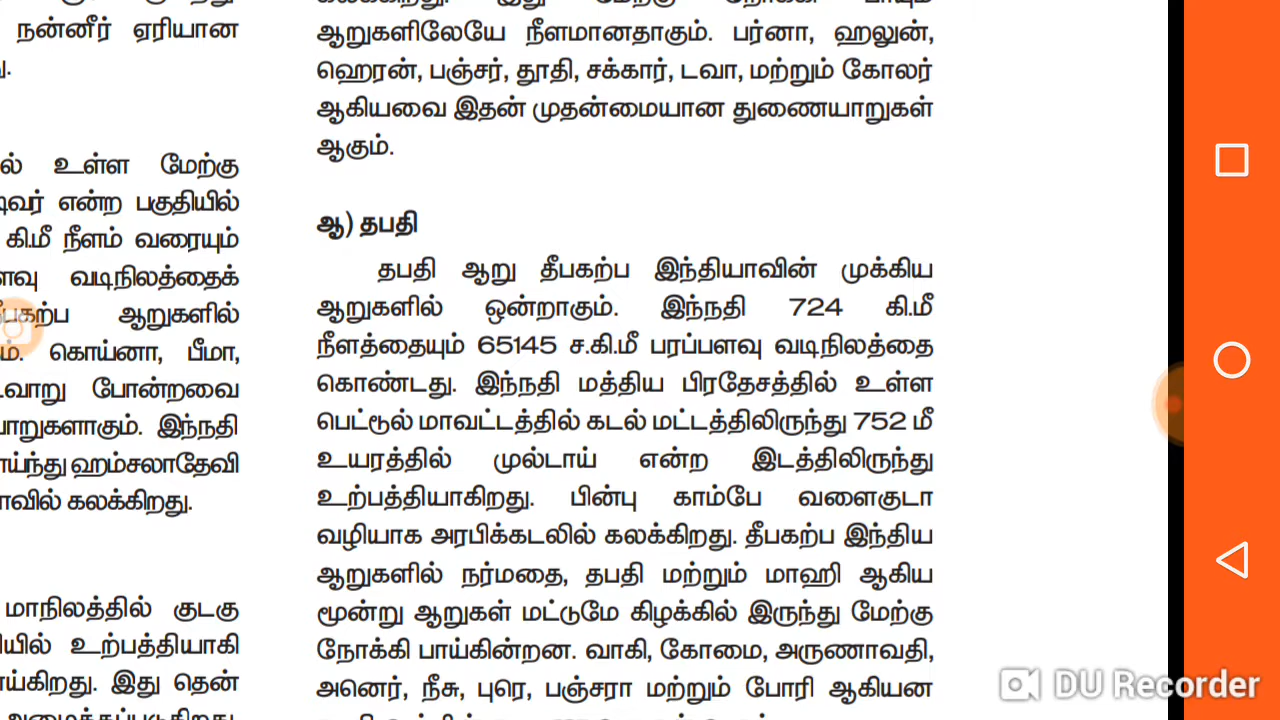 நன்னீர் ஏரியான
ல் உள்ள மேற்கு
என்ற பகுதியில்
கி.மீ நீளம் வரையும்
வடிநிலத்தைக்
ஆறுகளில்
கொய்னா, பீமா,
போன்றவை
இந்நதி
ஹம்சலாதேவி
கலக்கிறது.
மாநிலத்தில் குடகு
உற்பத்தியாகி
இது தென்
ஆறுகளிலேயே நீளமானதாகும். பர்னா, ஹலுன்,
ஹெரன், பஞ்சர், தூதி, சக்கார், டவா, மற்றும் கோலர்
ஆகியவை இதன் முதன்மையான துணையாறுகள்
ஆகும்.
ஆ) தபதி
தபதி ஆறு தீபகற்ப இந்தியாவின் முக்கிய
ஆறுகளில் ஒன்றாகும். இந்நதி 724 கி.மீ
நீளத்தையும் 65145 ச.கி.மீ பரப்பளவு வடிநிலத்தை
கொண்டது. இந்நதி மத்திய பிரதேசத்தில் உள்ள
பெட்டூல் மாவட்டத்தில் கடல் மட்டத்திலிருந்து 752 மீ
உயரத்தில் முல்டாய் என்ற இடத்திலிருந்து
உற்பத்தியாகிறது. பின்பு காம்பே வளைகுடா
வழியாக அரபிக்கடலில் கலக்கிறது. தீபகற்ப இந்திய
ஆறுகளில் நர்மதை, தபதி மற்றும் மாஹி ஆகிய
மூன்று ஆறுகள் மட்டுமே கிழக்கில் இருந்து மேற்கு
நோக்கி பாய்கின்றன. வாகி, கோமை, அருணாவதி,
அனெர், நீசு, புரெ, பஞ்சரா மற்றும் போரி ஆகியன
DU Recorder